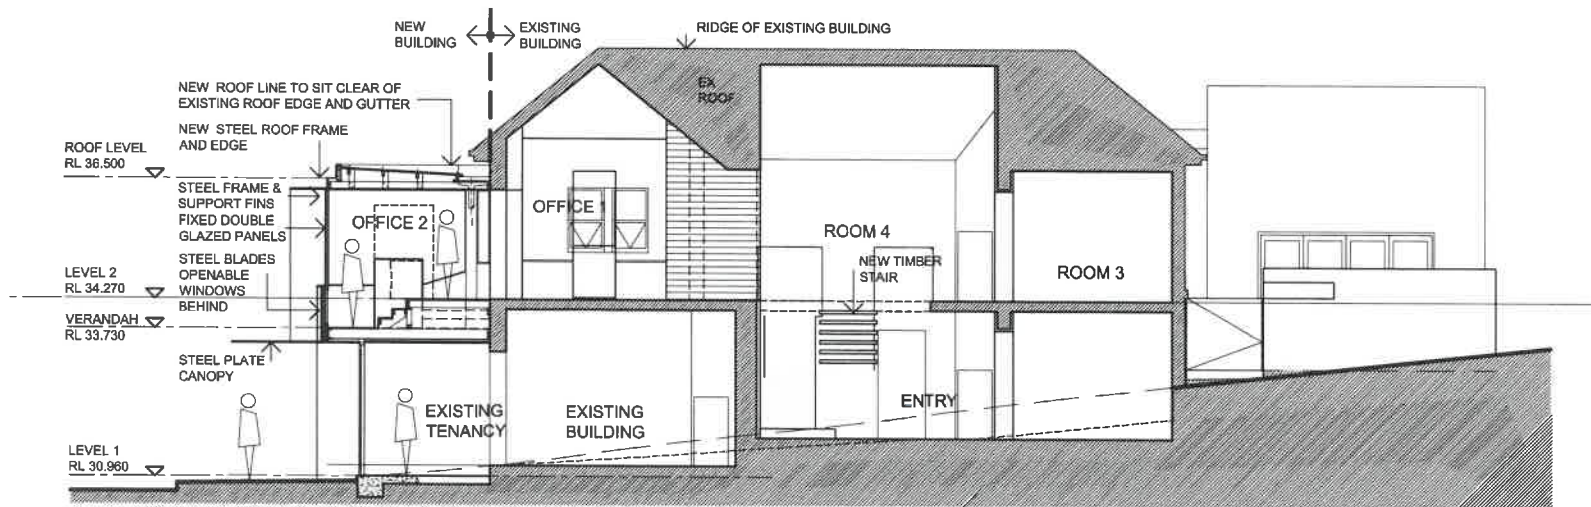 NEW
BUILDING
EXISTING
BUILDING
RIDGE OF EXISTING BUILDING
NEW ROOF LINE TO SIT CLEAR OF
EXISTING ROOF EDGE AND GUTTER
EX
ROOF
NEW STEEL ROOF FRAME
AND EDGE
ROOF LEVEL
RL 36.500
STEEL FRAME &
SUPPORT FINS
FIXED DOUBLE
GLAZED PANELS
OFFICE 2
OFFICE 1
ROOM 4
STEEL BLADES
OPENABLE
WINDOWS
BEHIND
NEW TIMBER
STAIR
ROOM 3
LEVEL 2
RL 34.270
VERANDAH
RL 33.730
STEEL PLATE
CANOPY
EXISTING
TENANCY
EXISTING
BUILDING
ENTRY
LEVEL 1
RL 30.960